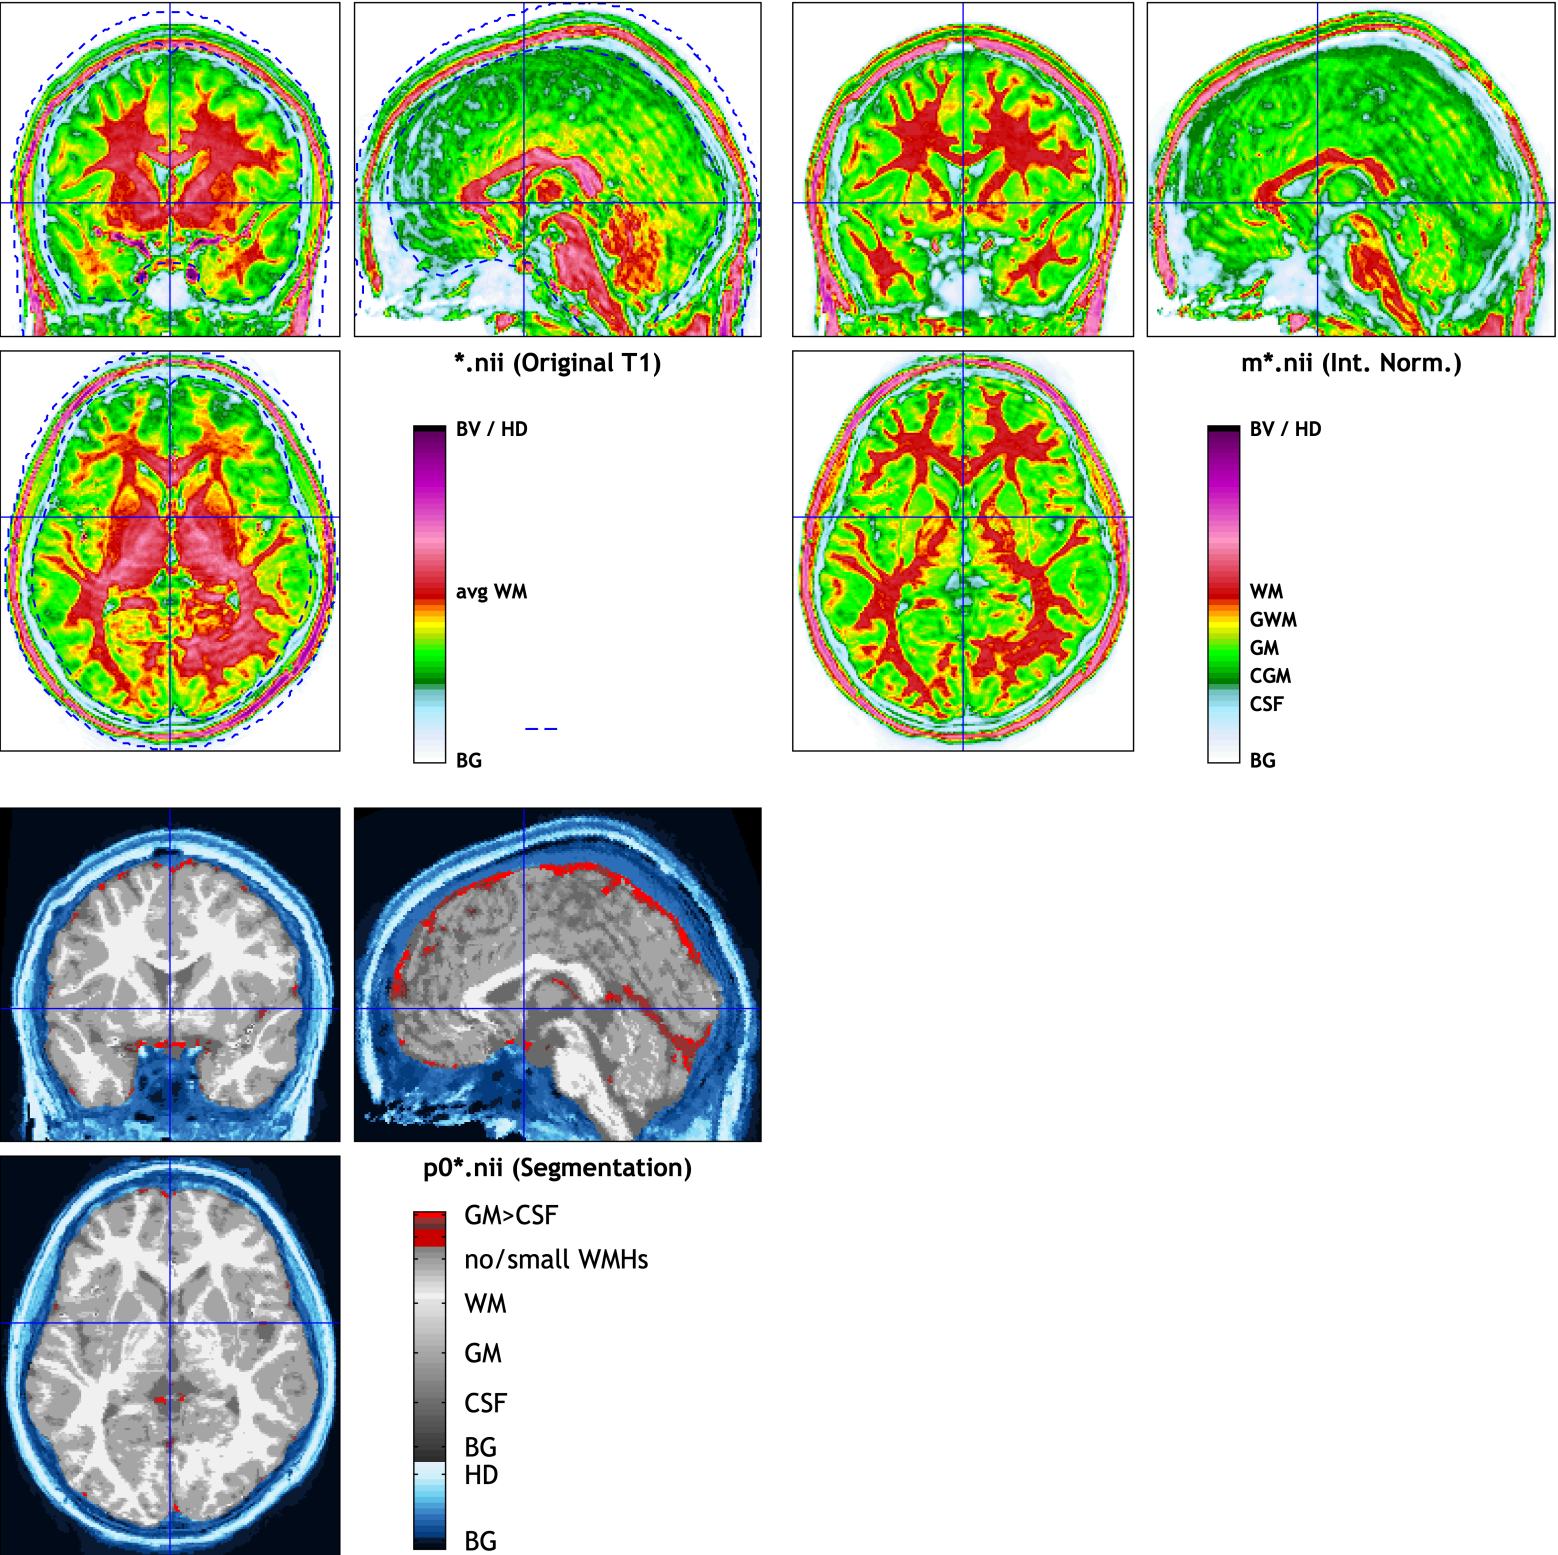 *.nii (Original T1)
BV / HD
avg WM
BG
m*.nii (Int. Norm.)
BV / HD
WM
GWM
GM
CGM
CSF
BG
p0*.nii (Segmentation)
GM>CSF
no/small WMHs
WM
GM
CSF
BG
HD
BG